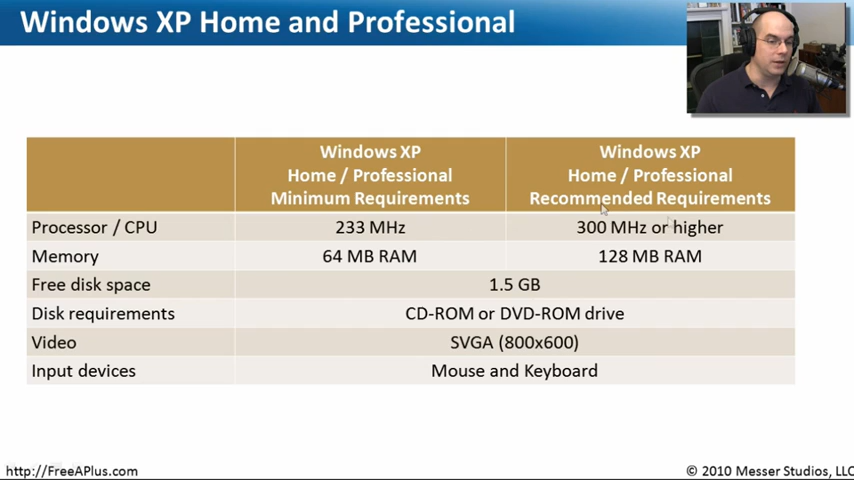 Windows XP Home and Professional
Windows XP
Home / Professional
Minimum Requirements
Windows XP
Home / Professional
Recommended Requirements
Processor / CPU 233 MHz 300 MHz or higher
Memory 64 MB RAM 128 MB RAM
Free disk space 1.5 GB
Disk requirements CD-ROM or DVD-ROM drive
Video SVGA (800x600)
Input devices Mouse and Keyboard
http://FreeAPlus.com © 2010 Messer Studios, LLC